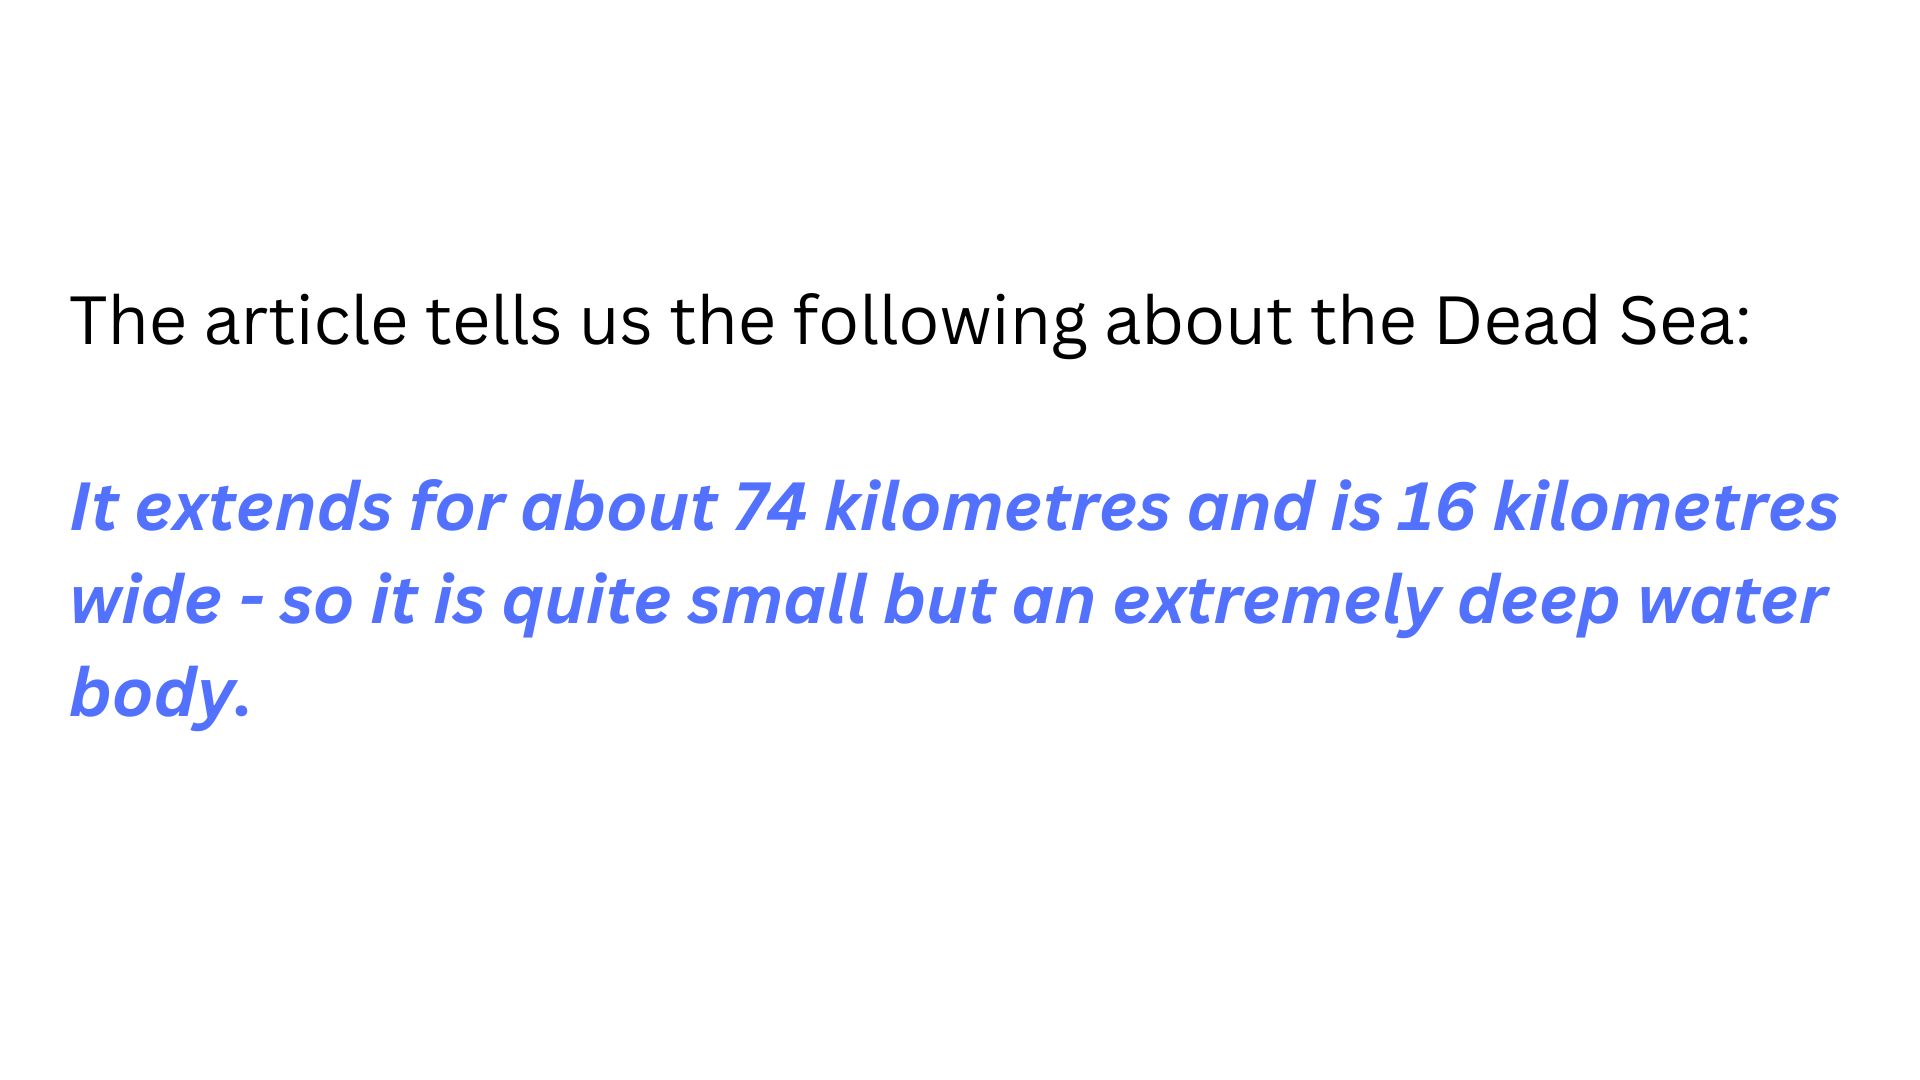 The article tells us the following about the Dead Sea:
It extends for about 74 kilometres and is 16 kilometres
wide - so it is quite small but an extremely deep water
body.